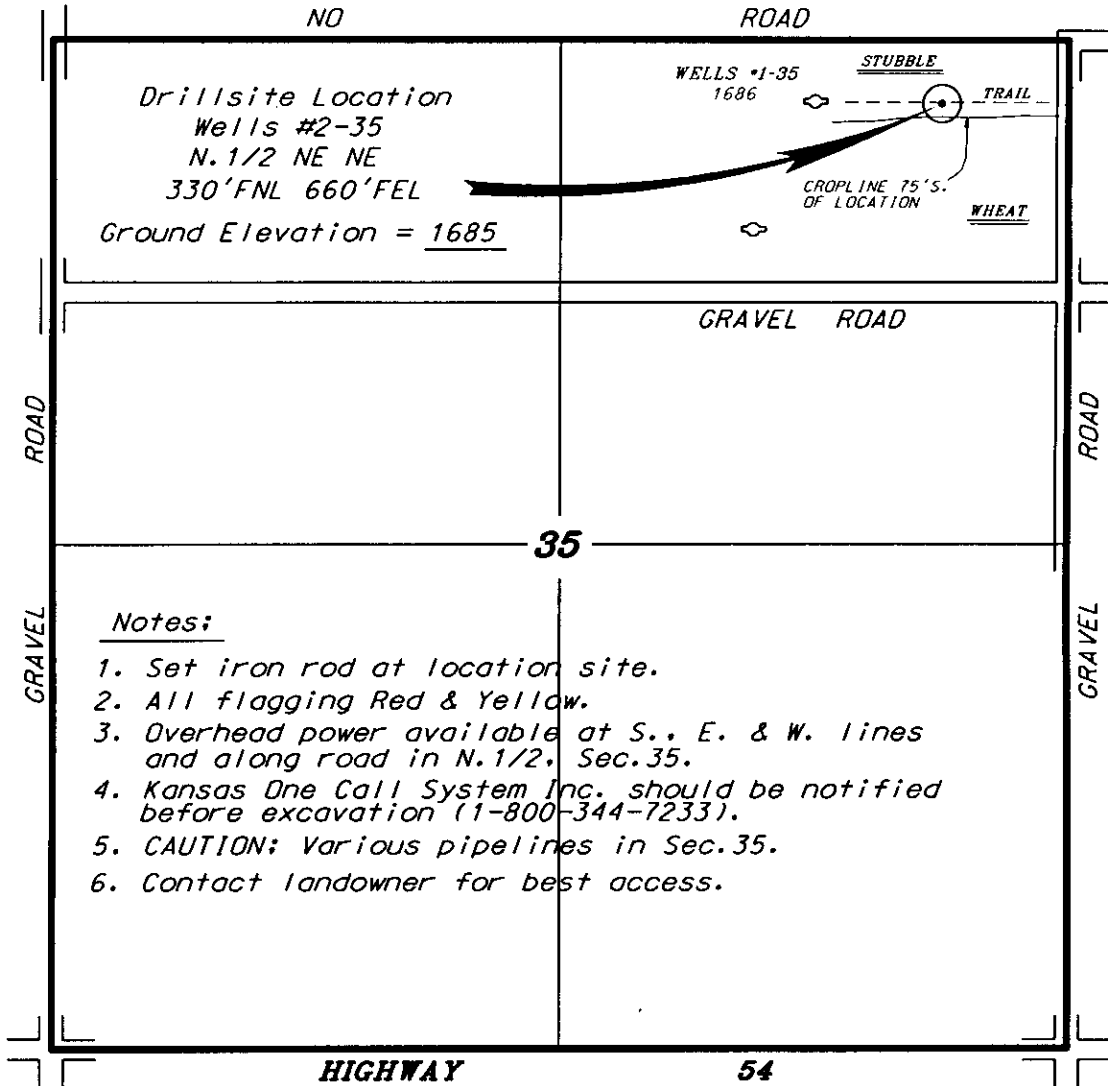 NO ROAD
Drillsite Location
Wells #2-35
N.1/2 NE NE
330'FNL 660'FEL
Ground Elevation = 1685
WELLS #1-35
1686
STUBBLE
TRAIL
CROPLINE 75'S.
OF LOCATION
WHEAT
GRAVEL ROAD
GRAVEL ROAD
GRAVEL ROAD
35
Notes:
1. Set iron rod at location site.
2. All flagging Red & Yellow.
3. Overhead power available at S., E. & W. lines
and along road in N.1/2, Sec.35.
4. Kansas One Call System Inc. should be notified
before excavation (1-800-344-7233).
5. CAUTION: Various pipelines in Sec.35.
6. Contact landowner for best access.
HIGHWAY 54